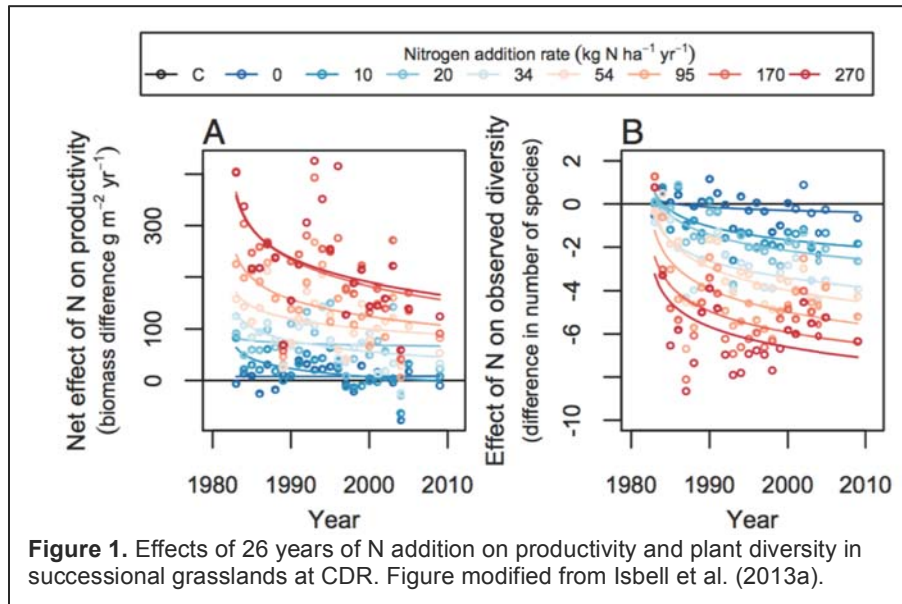 Nitrogen addition rate (kg N ha⁻¹ yr⁻¹)
C 0 10 20 34 54 95 170 270
A
Net effect of N on productivity
(biomass difference g m⁻² yr⁻¹)
300
100
0
1980 1990 2000 2010
Year
B
Effect of N on observed diversity
(difference in number of species)
2
0
-2
-4
-6
-10
1980 1990 2000 2010
Year
Figure 1. Effects of 26 years of N addition on productivity and plant diversity in
successional grasslands at CDR. Figure modified from Isbell et al. (2013a).